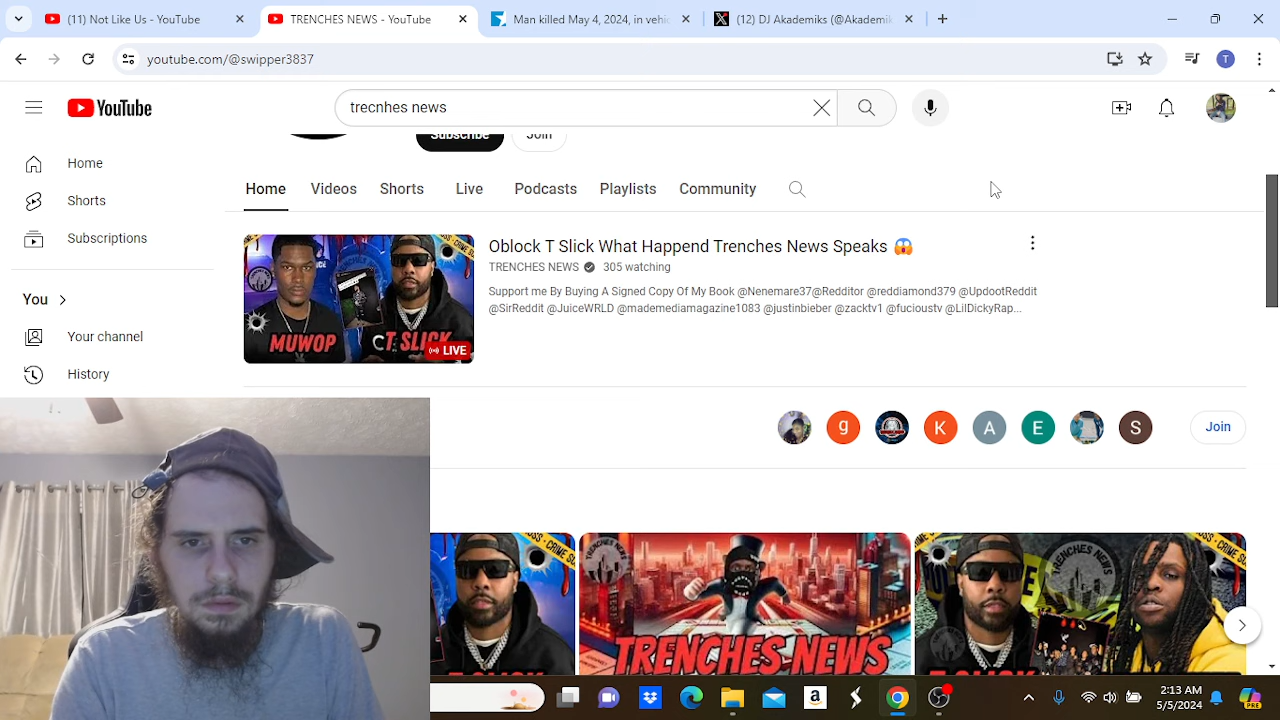 (11) Not Like Us - YouTube
TRENCHES NEWS - YouTube
Man killed May 4, 2024, in vehic
(12) DJ Akademiks (@Akademik
youtube.com/@swipper3837
T
YouTube
trecnhes news
Home
Shorts
Subscriptions
You
Your channel
History
Subscribe
Join
Home
Videos
Shorts
Live
Podcasts
Playlists
Community
MUWOP
T SLICK
LIVE
Oblock T Slick What Happend Trenches News Speaks
TRENCHES NEWS
305 watching
Support me By Buying A Signed Copy Of My Book @Nenemare37@Redditor @reddiamond379 @UpdootReddit
@SirReddit @JuiceWRLD @mademediamagazine1083 @justinbieber @zacktv1 @fucioustv @LilDickyRap...
g
K
A
E
S
Join
TRENCHES NEWS
2:13 AM
5/5/2024
PRE